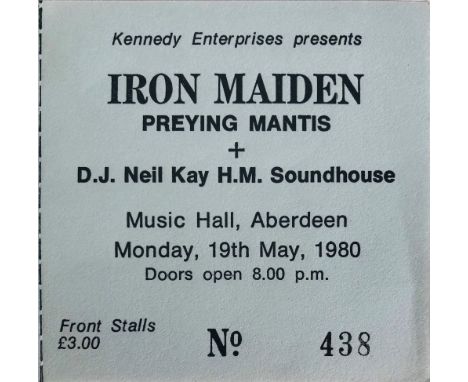 Kennedy Enterprises presents
IRON MAIDEN
PREYING MANTIS
+
D.J. Neil Kay H.M. Soundhouse
Music Hall, Aberdeen
Monday, 19th May, 1980
Doors open 8.00 p.m.
Front Stalls
£3.00
Nº 438